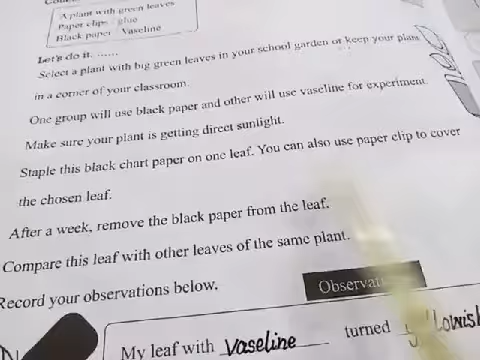 A plant with green leaves
Paper clips glue
Black paper Vaseline
Let's do it. ......
Select a plant with big green leaves in your school garden or keep your plant
in a corner of your classroom.
One group will use black paper and other will use vaseline for experiment.
Make sure your plant is getting direct sunlight.
Staple this black chart paper on one leaf. You can also use paper clip to cover
the chosen leaf.
After a week, remove the black paper from the leaf.
Compare this leaf with other leaves of the same plant.
Record your observations below.
My leaf with vaseline turned